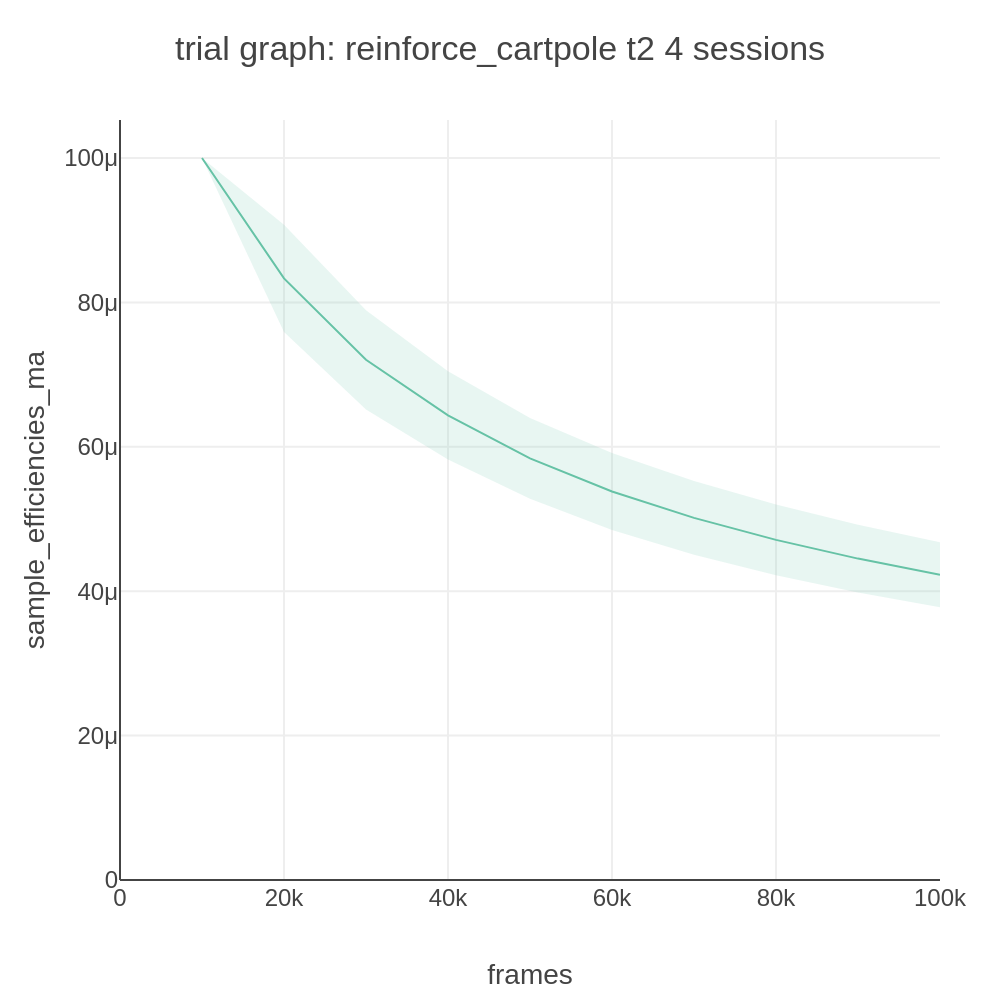 trial graph: reinforce_cartpole t2 4 sessions
100μ
80μ
60μ
40μ
20μ
0
sample_efficiencies_ma
0 20k 40k 60k 80k 100k
frames